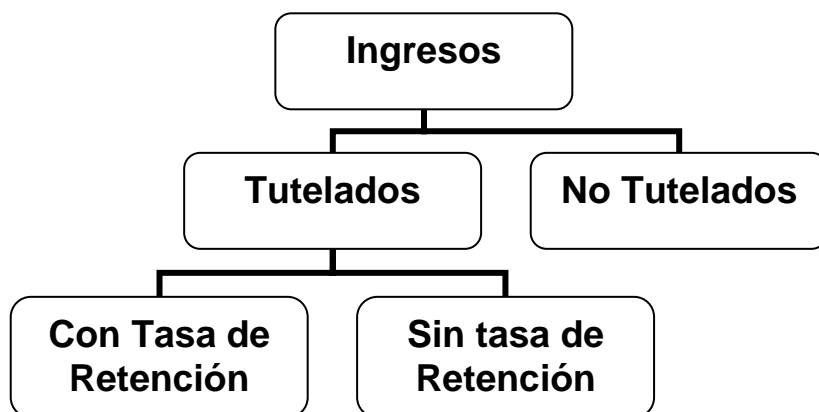 Ingresos
Tutelados
No Tutelados
Con Tasa de
Retención
Sin tasa de
Retención